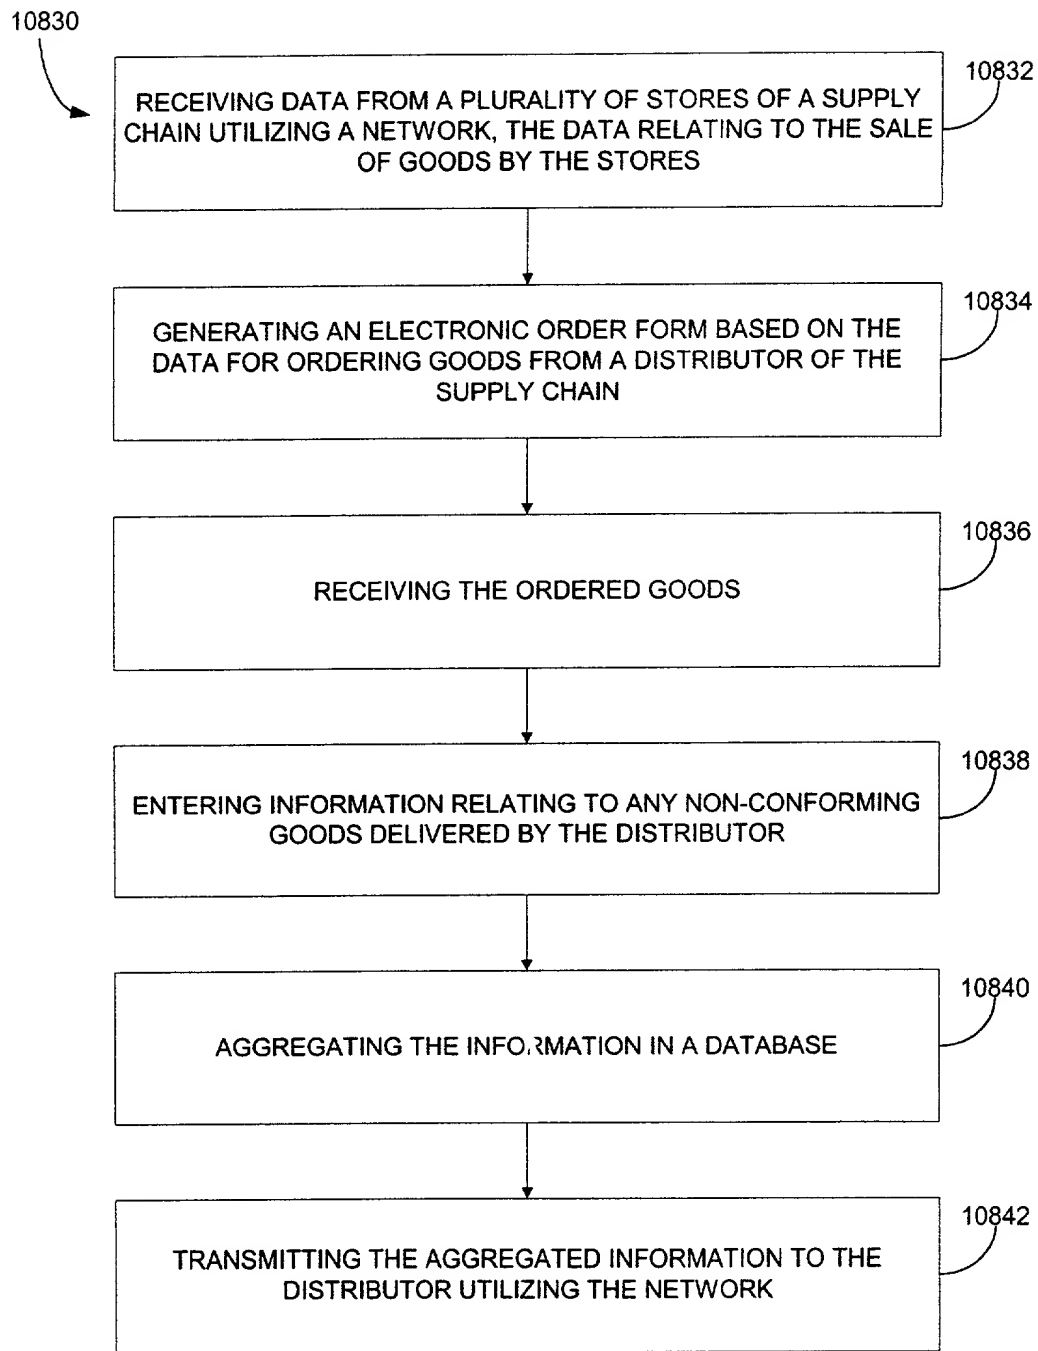 10830
10832
RECEIVING DATA FROM A PLURALITY OF STORES OF A SUPPLY
CHAIN UTILIZING A NETWORK, THE DATA RELATING TO THE SALE
OF GOODS BY THE STORES
10834
GENERATING AN ELECTRONIC ORDER FORM BASED ON THE
DATA FOR ORDERING GOODS FROM A DISTRIBUTOR OF THE
SUPPLY CHAIN
10836
RECEIVING THE ORDERED GOODS
10838
ENTERING INFORMATION RELATING TO ANY NON-CONFORMING
GOODS DELIVERED BY THE DISTRIBUTOR
10840
AGGREGATING THE INFORMATION IN A DATABASE
10842
TRANSMITTING THE AGGREGATED INFORMATION TO THE
DISTRIBUTOR UTILIZING THE NETWORK